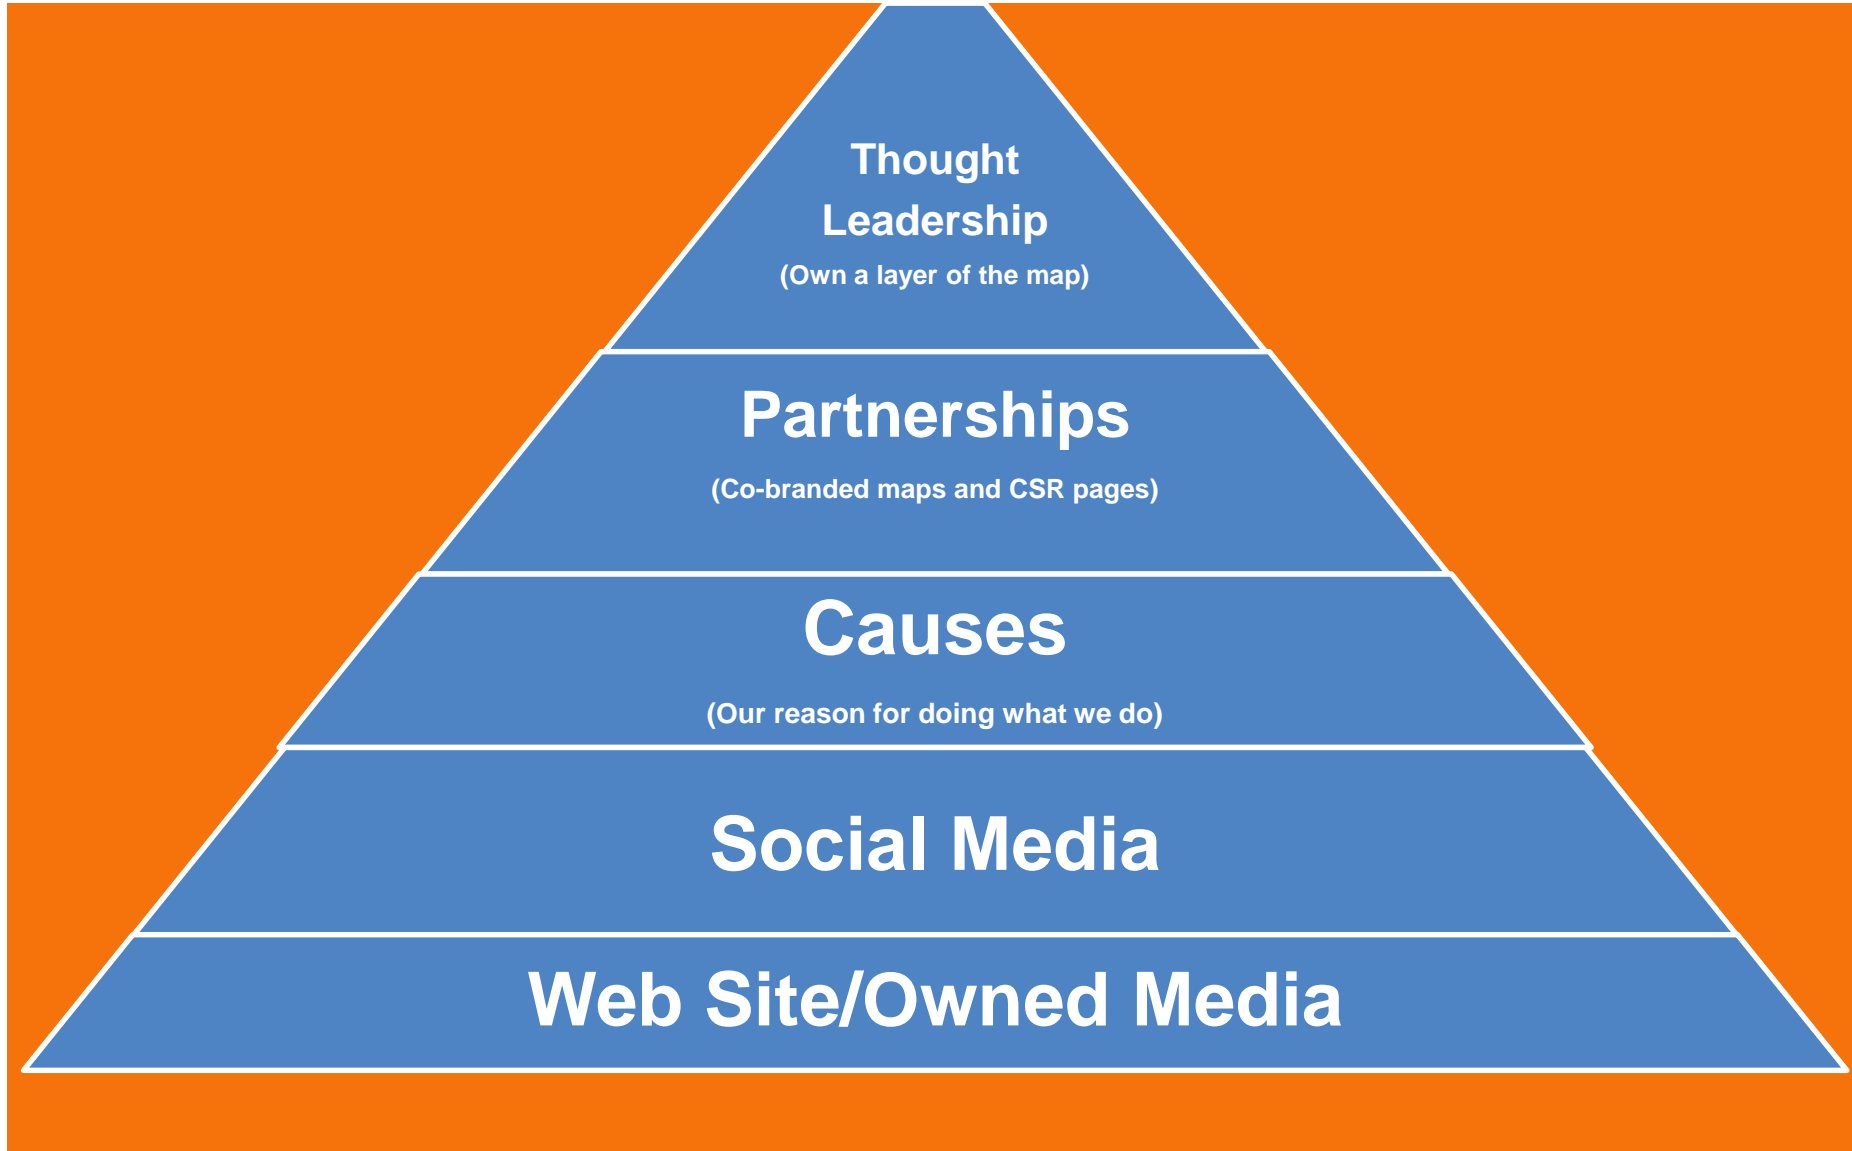 Thought
Leadership
(Own a layer of the map)
Partnerships
(Co-branded maps and CSR pages)
Causes
(Our reason for doing what we do)
Social Media
Web Site/Owned Media